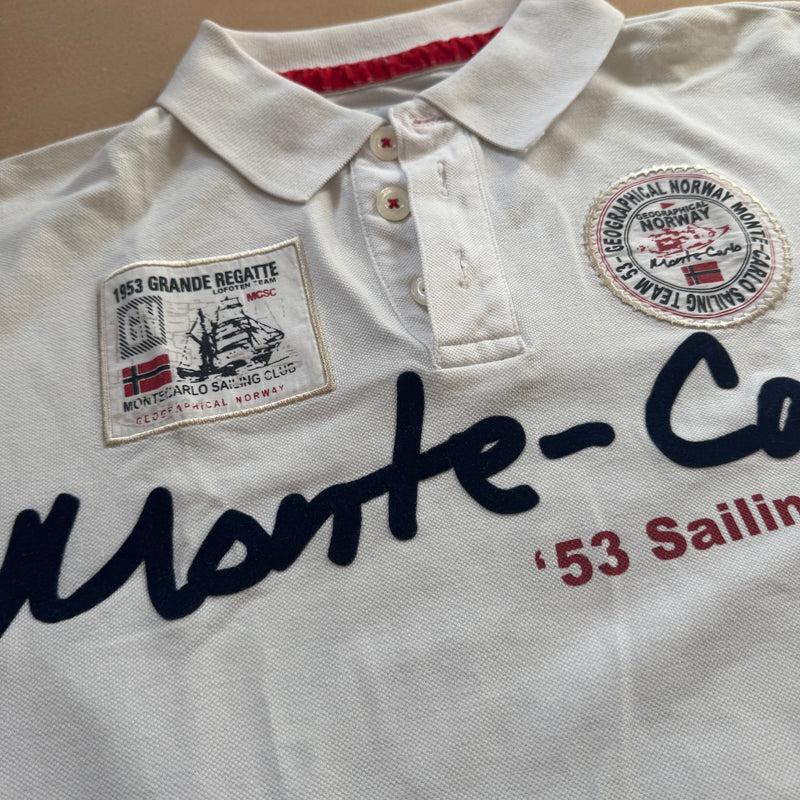 1953 GRANDE REGATTE
LOFOTEN TEAM
MCSC
GN
MONTECARLO SAILING CLUB
GEOGRAPHICAL NORWAY
GEOGRAPHICAL NORWAY MONTE-CARLO SAILING TEAM 53-
GEOGRAPHICAL
NORWAY
Monte-Carlo
Monte-Ca
‘53 Sailin